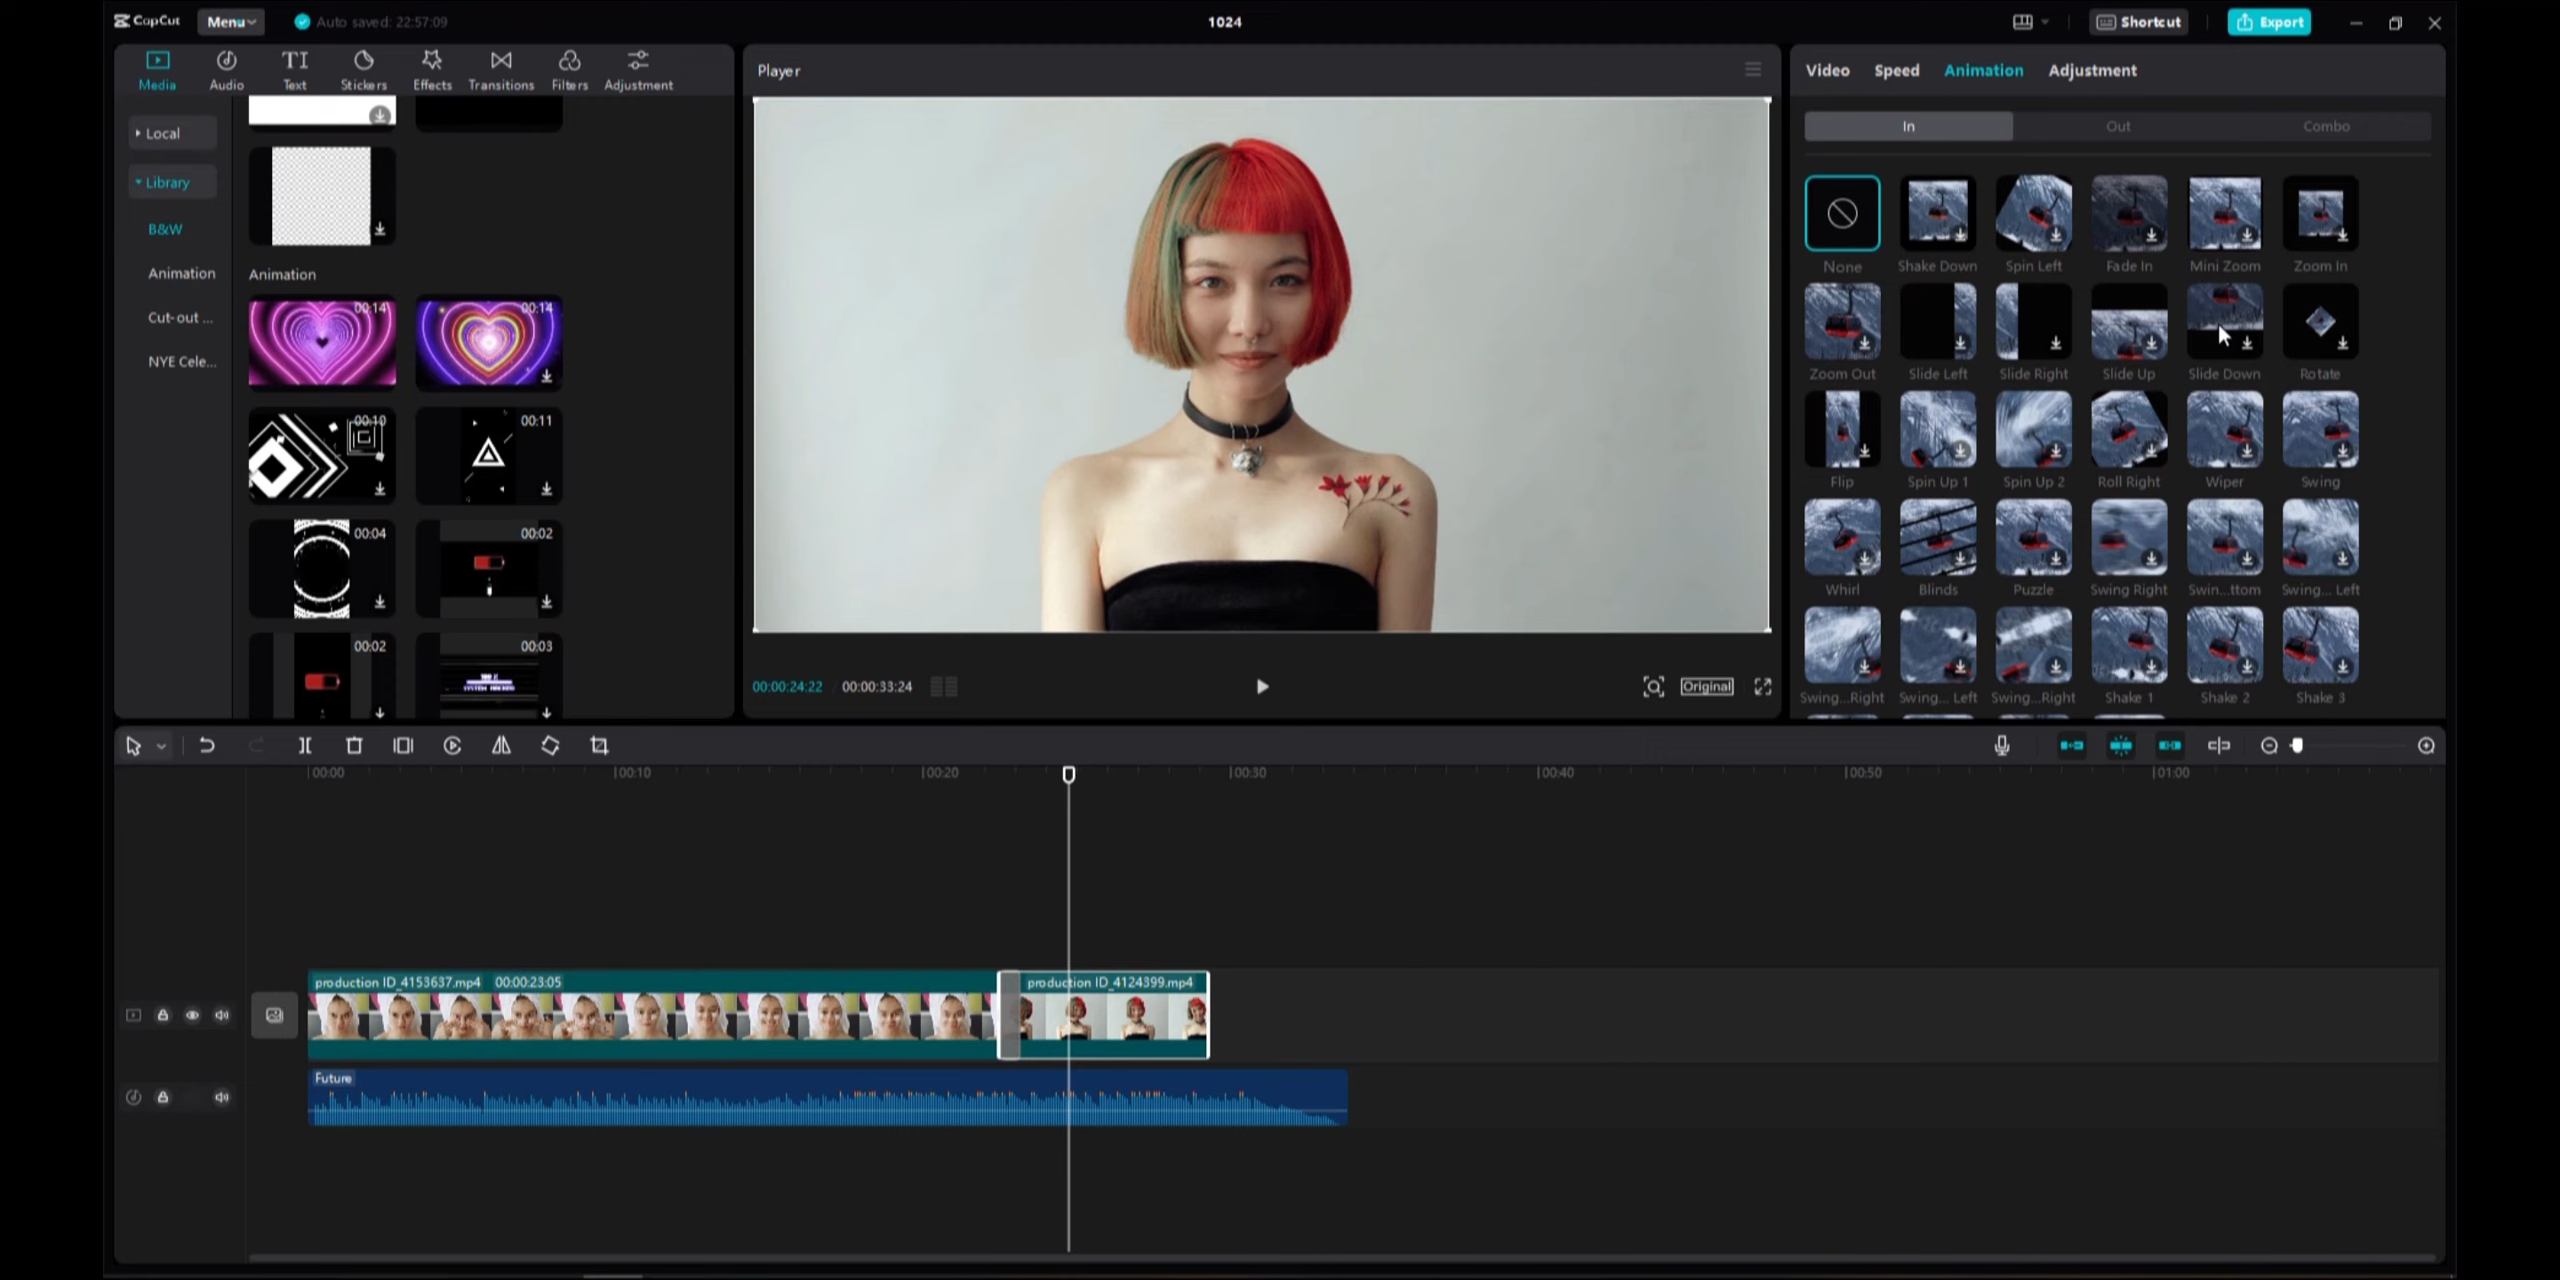 CapCut Menu Auto saved: 22:57:09 1024 Shortcut Export
Media Audio Text Stickers Effects Transitions Filters Adjustment
Local
Library
B&W
Animation
Cut-out ...
NYE Cele...
Animation
00:14 00:14
00:10 00:11
00:04 00:02
00:02 00:03
Player
00:00:24:22 00:00:33:24 Original
Video Speed Animation Adjustment
In Out Combo
None Shake Down Spin Left Fade In Mini Zoom Zoom In
Zoom Out Slide Left Slide Right Slide Up Slide Down Rotate
Flip Spin Up 1 Spin Up 2 Roll Right Wiper Swing
Whirl Blinds Puzzle Swing Right Swin...ttom Swing... Left
Swing...Right Swing... Left Swing...Right Shake 1 Shake 2 Shake 3
00:00 00:10 00:20 00:30 00:40 00:50 01:00
production ID_4153637.mp4 00:00:23:05 production ID_4124399.mp4
Future